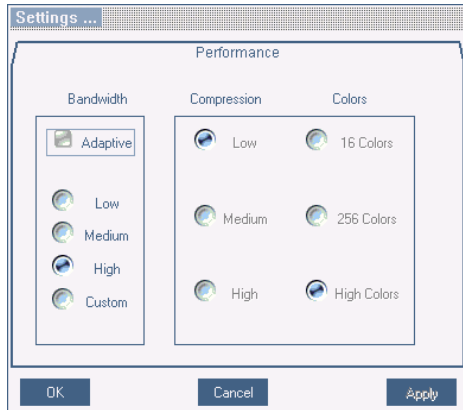 Settings ...
Performance
Bandwidth Compression Colors
Adaptive Low 16 Colors
Low
Medium 256 Colors
Medium
High High Colors
High
Custom
OK Cancel Apply